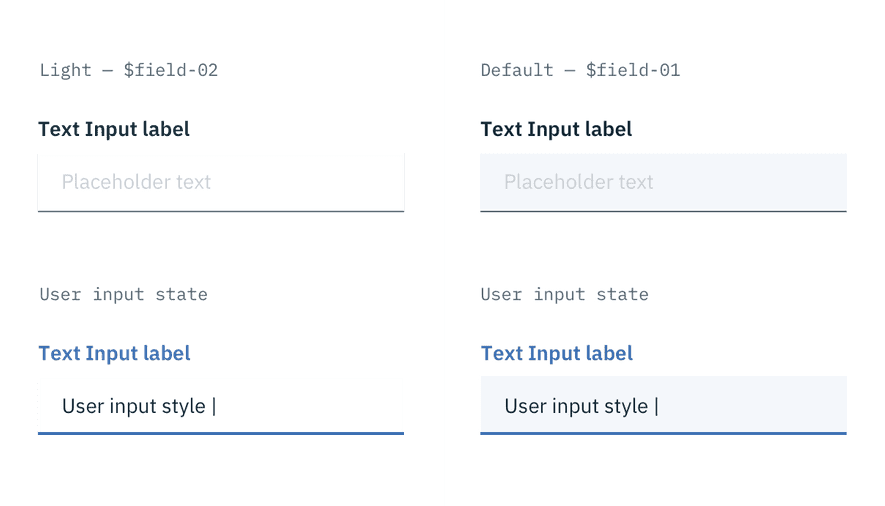 Light — $field-02
Default — $field-01
Text Input label
Text Input label
Placeholder text
Placeholder text
User input state
User input state
Text Input label
Text Input label
User input style |
User input style |